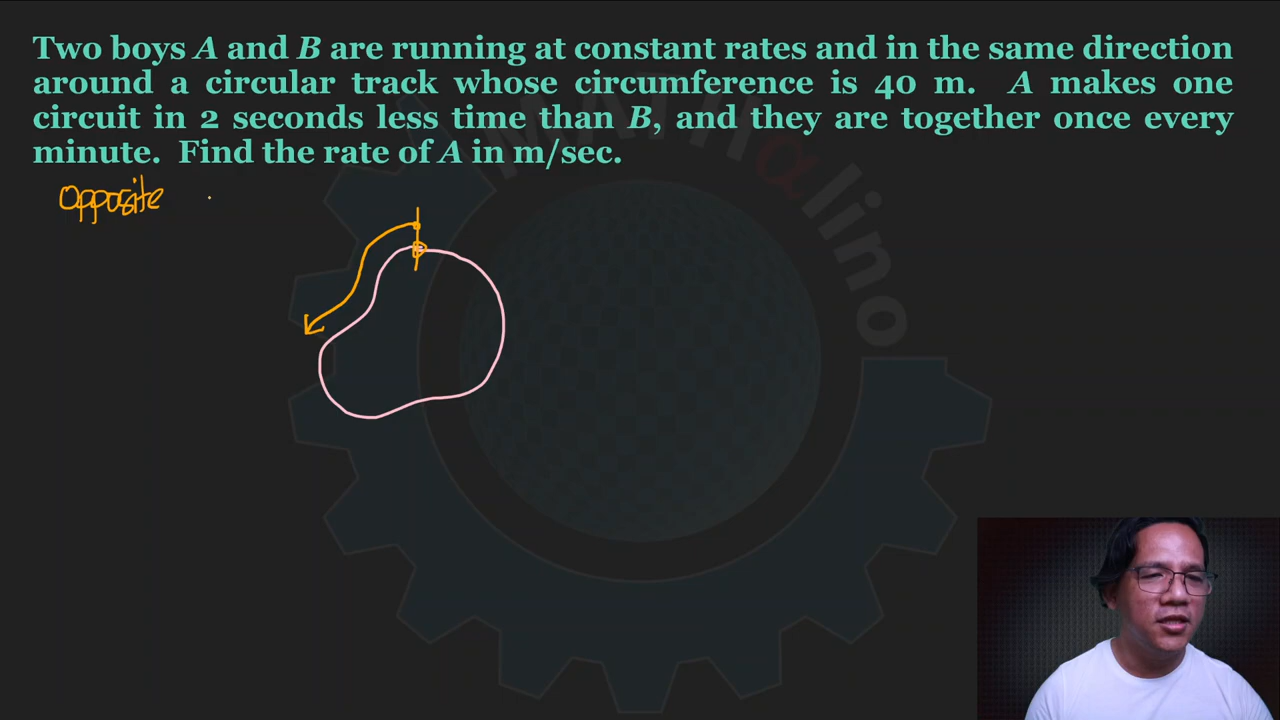 Two boys A and B are running at constant rates and in the same direction
around a circular track whose circumference is 40 m. A makes one
circuit in 2 seconds less time than B, and they are together once every
minute. Find the rate of A in m/sec.
Opposite
MATHalino